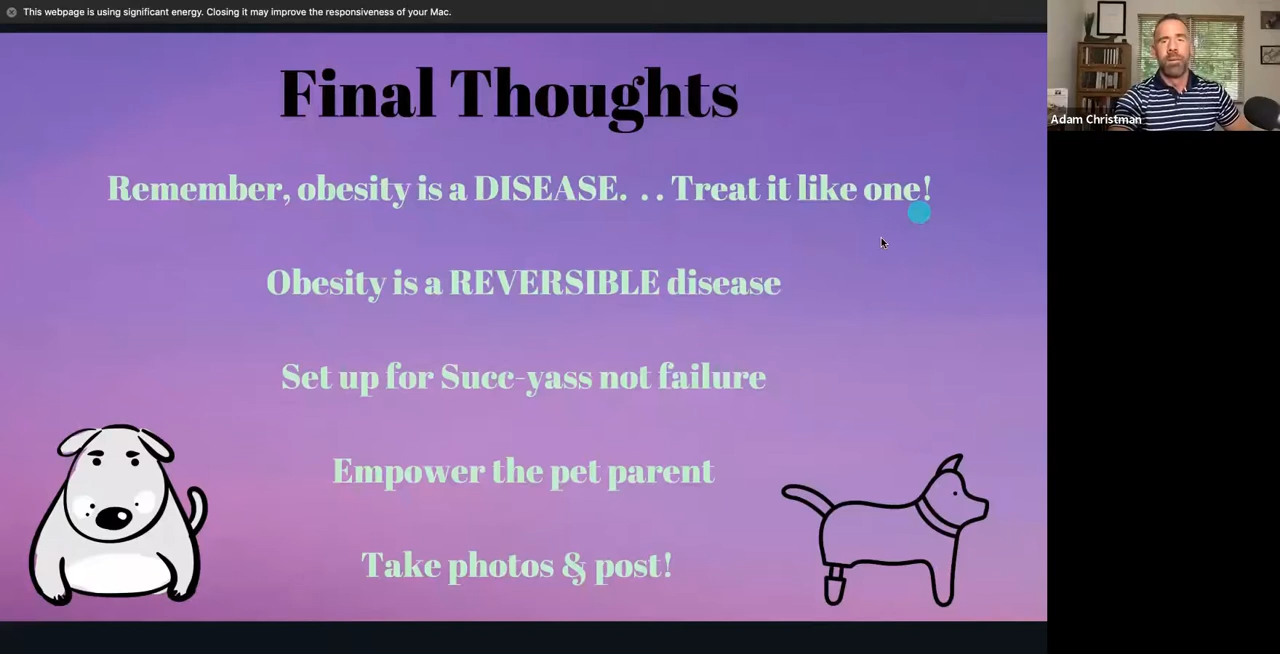 This webpage is using significant energy. Closing it may improve the responsiveness of your Mac.
Final Thoughts
Remember, obesity is a DISEASE. . . Treat it like one!
Obesity is a REVERSIBLE disease
Set up for Succ-yass not failure
Empower the pet parent
Take photos & post!
Adam Christman